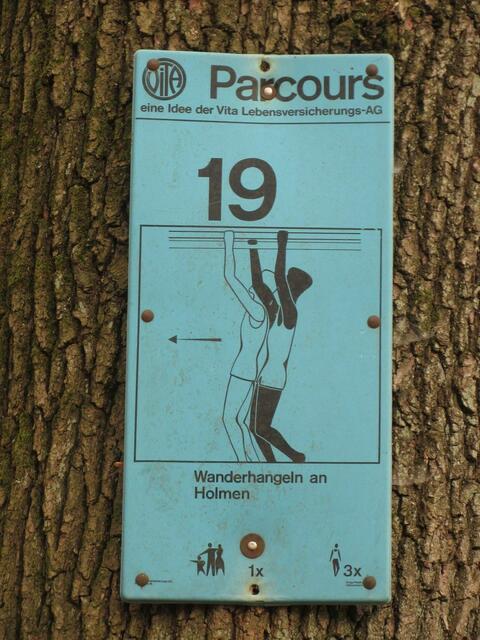 VITA
Parcours
eine Idee der Vita Lebensversicherungs-AG
19
Wanderhangeln an
Holmen
1x
3x